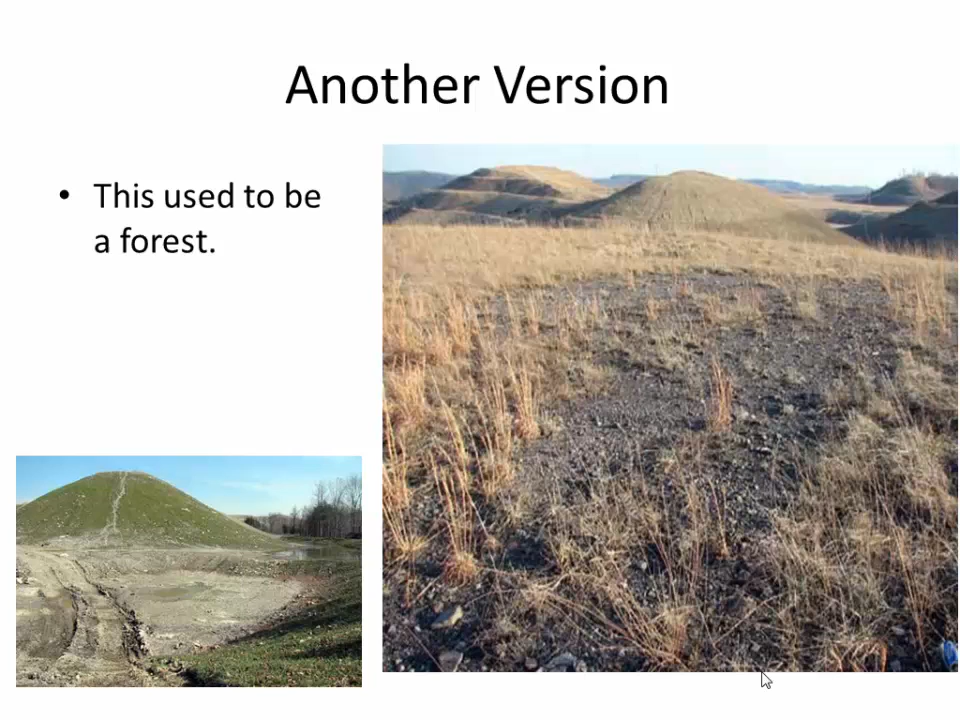 Another Version
• This used to be
a forest.